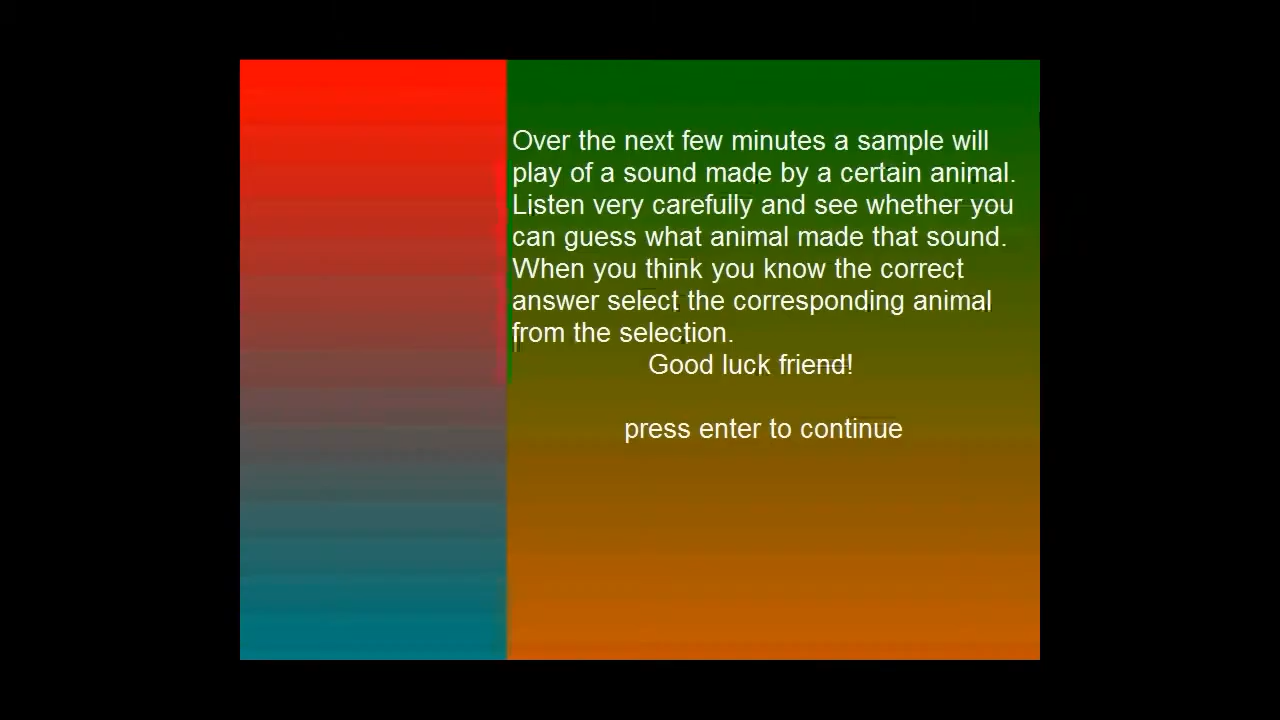 Over the next few minutes a sample will
play of a sound made by a certain animal.
Listen very carefully and see whether you
can guess what animal made that sound.
When you think you know the correct
answer select the corresponding animal
from the selection.
Good luck friend!
press enter to continue